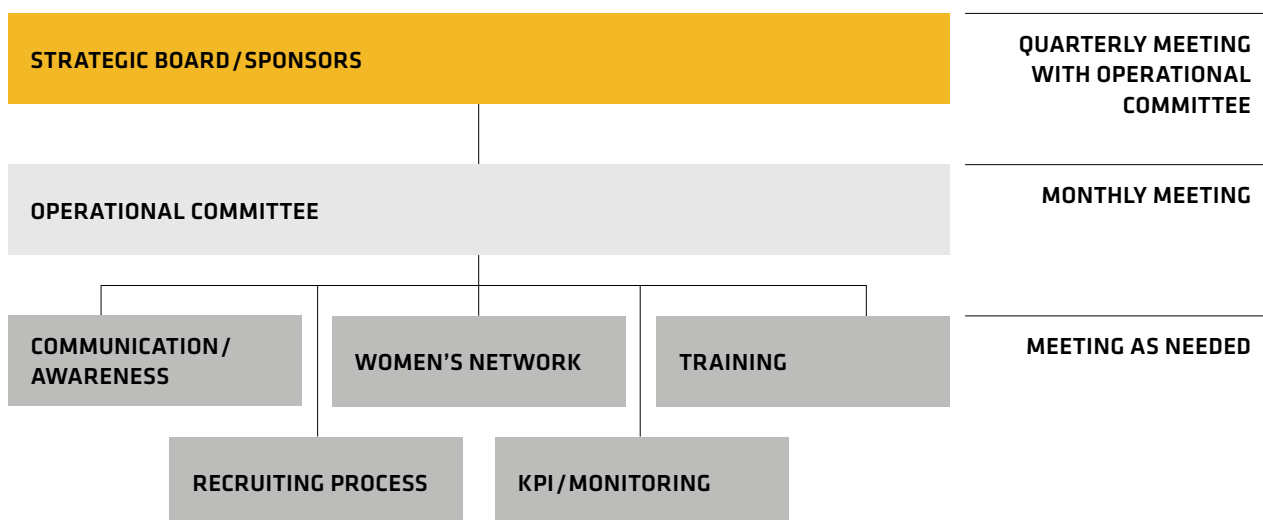 STRATEGIC BOARD/SPONSORS
QUARTERLY MEETING
WITH OPERATIONAL
COMMITTEE
OPERATIONAL COMMITTEE
MONTHLY MEETING
COMMUNICATION/
AWARENESS
WOMEN’S NETWORK
TRAINING
MEETING AS NEEDED
RECRUITING PROCESS
KPI/MONITORING